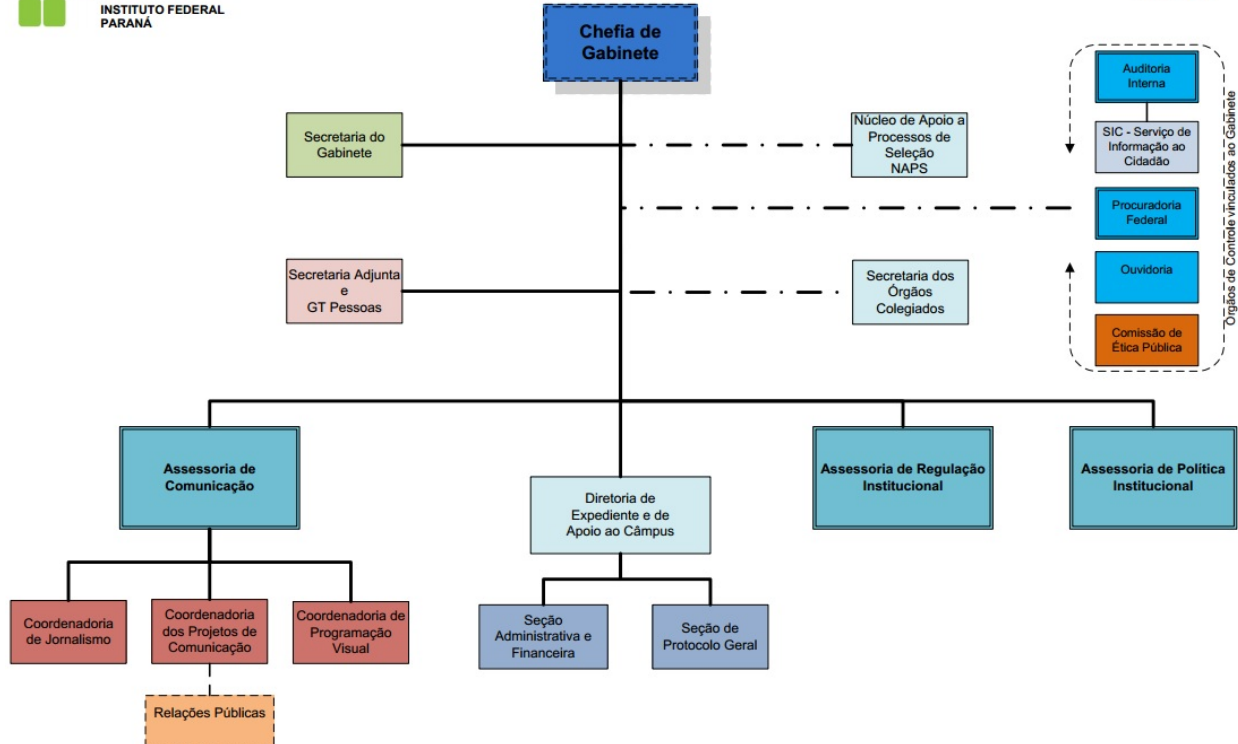 INSTITUTO FEDERAL
PARANÁ
Chefia de
Gabinete
Secretaria do
Gabinete
Núcleo de Apoio a
Processos de
Seleção
NAPS
Auditoria
Interna
SIC - Serviço de
Informação ao
Cidadão
Procuradoria
Federal
Ouvidoria
Comissão de
Ética Pública
Órgãos de Controle vinculados ao Gabinete
Secretaria Adjunta
e
GT Pessoas
Secretaria dos
Órgãos
Colegiados
Assessoria de
Comunicação
Diretoria de
Expediente e de
Apoio ao Câmpus
Assessoria de Regulação
Institucional
Assessoria de Política
Institucional
Coordenadoria
de Jornalismo
Coordenadoria
dos Projetos de
Comunicação
Coordenadoria de
Programação
Visual
Seção
Administrativa e
Financeira
Seção de
Protocolo Geral
Relações Públicas